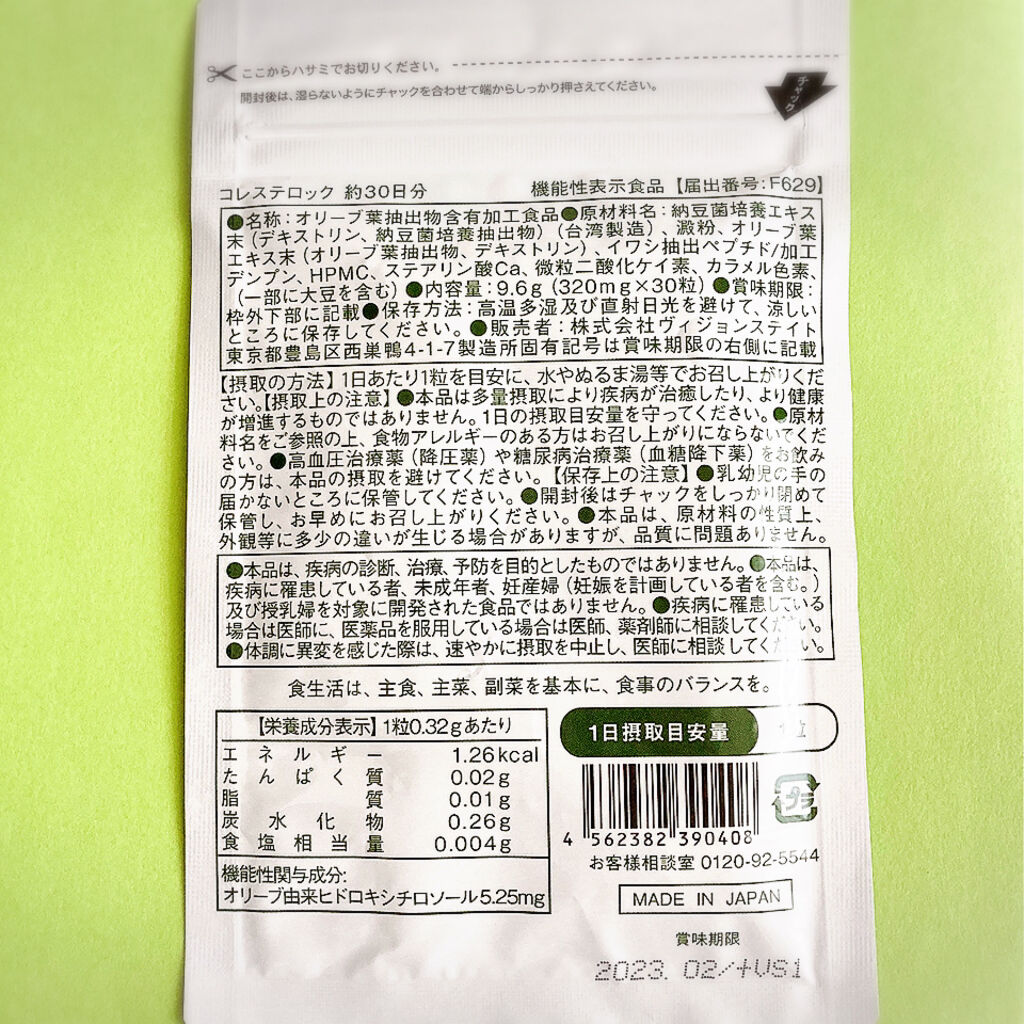 ここからハサミでお切りください。
開封後は、湿らないようにチャックを合わせて端からしっかり押さえてください。
チャック
コレステロック 約30日分 機能性表示食品【届出番号:F629】
●名称:オリーブ葉抽出物含有加工食品●原材料名:納豆菌培養エキス
末(デキストリン、納豆菌培養抽出物)(台湾製造)、澱粉、オリーブ葉
エキス末(オリーブ葉抽出物、デキストリン)、イワシ抽出ペプチド/加工
デンプン、HPMC、ステアリン酸Ca、微粒二酸化ケイ素、カラメル色素、
(一部に大豆を含む)●内容量:9.6g(320mg×30粒)●賞味期限:
枠外下部に記載●保存方法:高温多湿及び直射日光を避けて、涼しい
ところに保存してください。●販売者:株式会社ヴィジョンステイト
東京都豊島区西巣鴨4-1-7製造所固有記号は賞味期限の右側に記載
【摂取の方法】1日あたり1粒を目安に、水やぬるま湯等でお召し上がりくだ
さい。【摂取上の注意】●本品は多量摂取により疾病が治癒したり、より健康
が増進するものではありません。1日の摂取目安量を守ってください。●原材
料名をご参照の上、食物アレルギーのある方はお召し上がりにならないでくだ
さい。●高血圧治療薬(降圧薬)や糖尿病治療薬(血糖降下薬)をお飲み
の方は、本品の摂取を避けてください。【保存上の注意】●乳幼児の手の
届かないところに保管してください。●開封後はチャックをしっかり閉めて
保管し、お早めにお召し上がりください。●本品は、原材料の性質上、
外観等に多少の違いが生じる場合がありますが、品質に問題ありません。
●本品は、疾病の診断、治療、予防を目的としたものではありません。●本品は、
疾病に罹患している者、未成年者、妊産婦(妊娠を計画している者を含む。)
及び授乳婦を対象に開発された食品ではありません。●疾病に罹患している
場合は医師に、医薬品を服用している場合は医師、薬剤師に相談してください。
●体調に異変を感じた際は、速やかに摂取を中止し、医師に相談してください。
食生活は、主食、主菜、副菜を基本に、食事のバランスを。
【栄養成分表示】1粒0.32gあたり
エネルギー 1.26kcal
たんぱく質 0.02g
脂質 0.01g
炭水化物 0.26g
食塩相当量 0.004g
機能性関与成分:
オリーブ由来ヒドロキシチロソール5.25mg
1日摂取目安量 1粒
プラ
4 562382 390408
お客様相談室 0120-92-5544
MADE IN JAPAN
賞味期限
2023. 02/+VS1